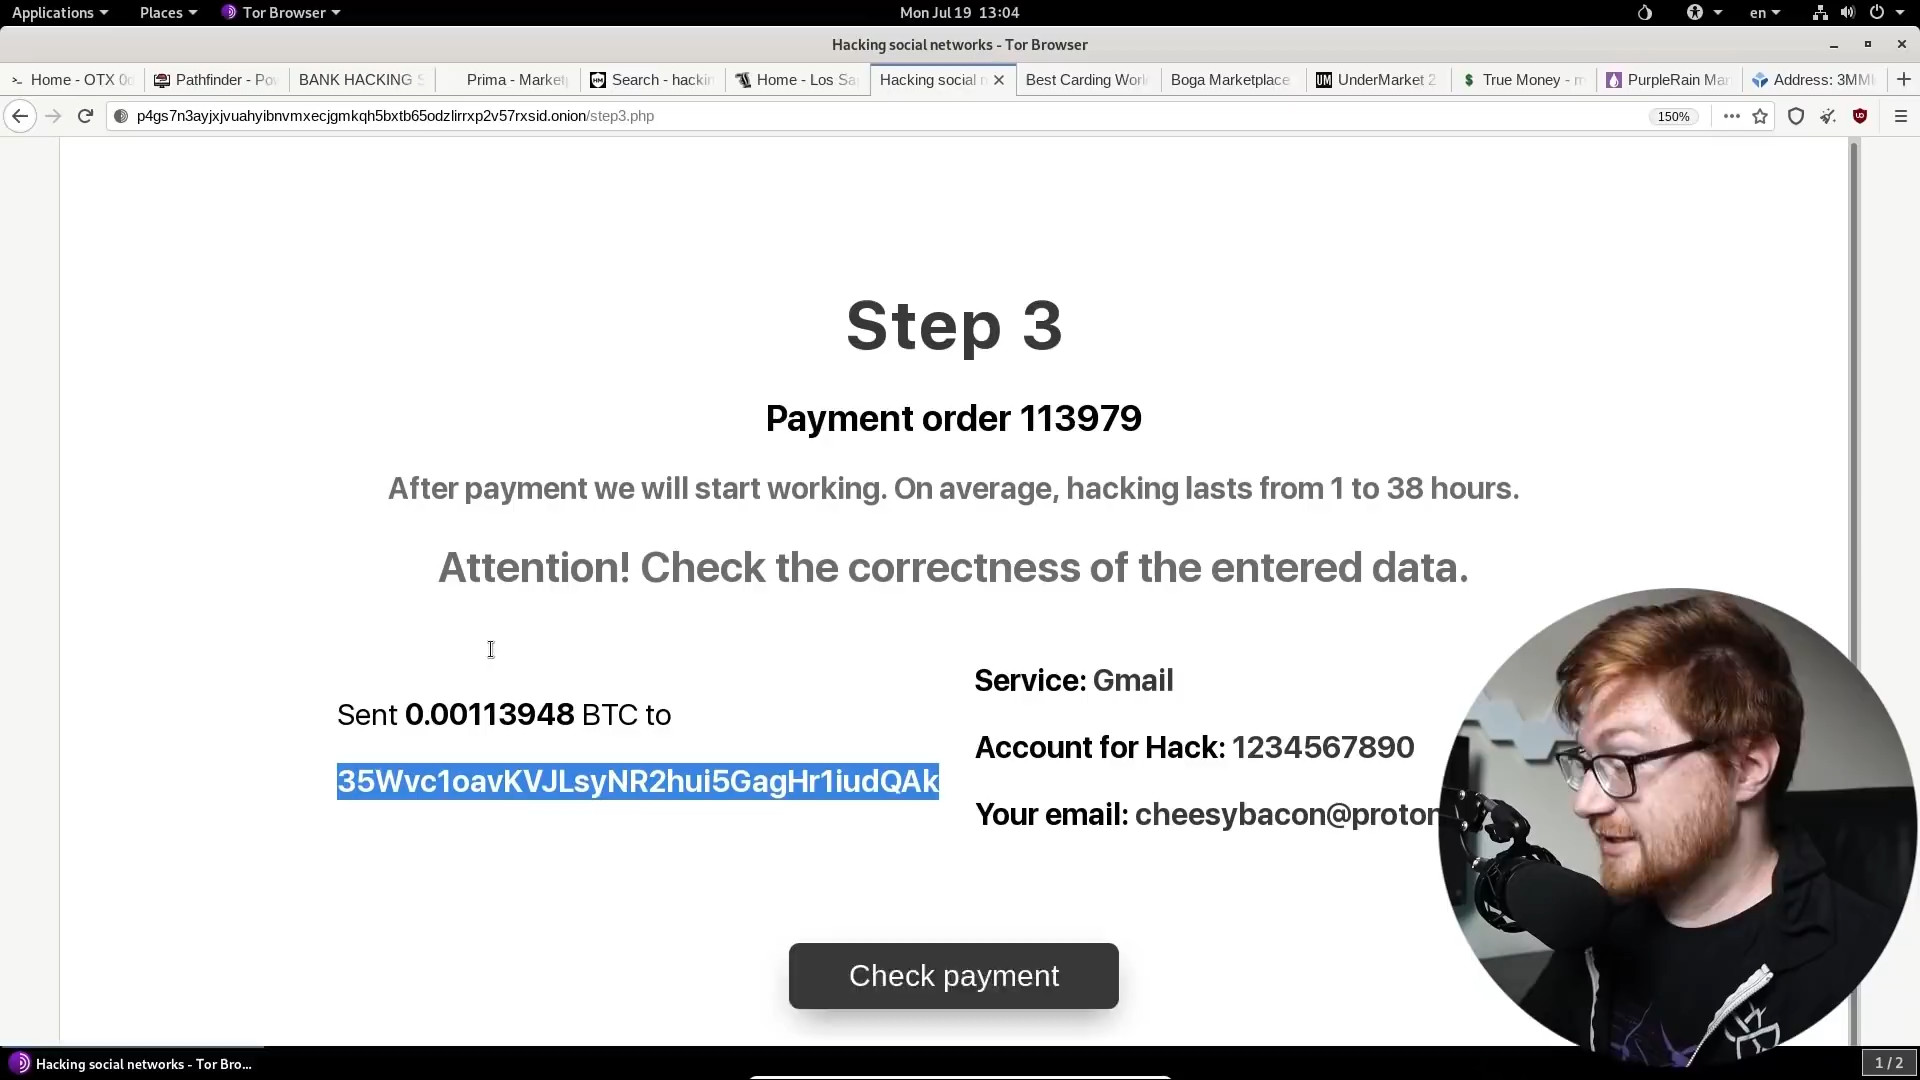 Applications Places Tor Browser Mon Jul 19 13:04 en
Hacking social networks - Tor Browser
Home - OTX Pathfinder - Po BANK HACKING Prima - Market Search - hackin Home - Los Sa Hacking social Best Carding Worl Boga Marketplace UnderMarket 2 True Money - m PurpleRain Mar Address: 3MM
p4gs7n3ayjxjvuahyibnvmxecjgmkqh5bxtb65odzlirrxp2v57rxsid.onion/step3.php 150%
Step 3
Payment order 113979
After payment we will start working. On average, hacking lasts from 1 to 38 hours.
Attention! Check the correctness of the entered data.
Sent 0.00113948 BTC to
35Wvc1oavKVJLsyNR2hui5GagHr1iudQAk
Service: Gmail
Account for Hack: 1234567890
Your email: cheesybacon@proton
Check payment
Hacking social networks - Tor Bro...
1 / 2